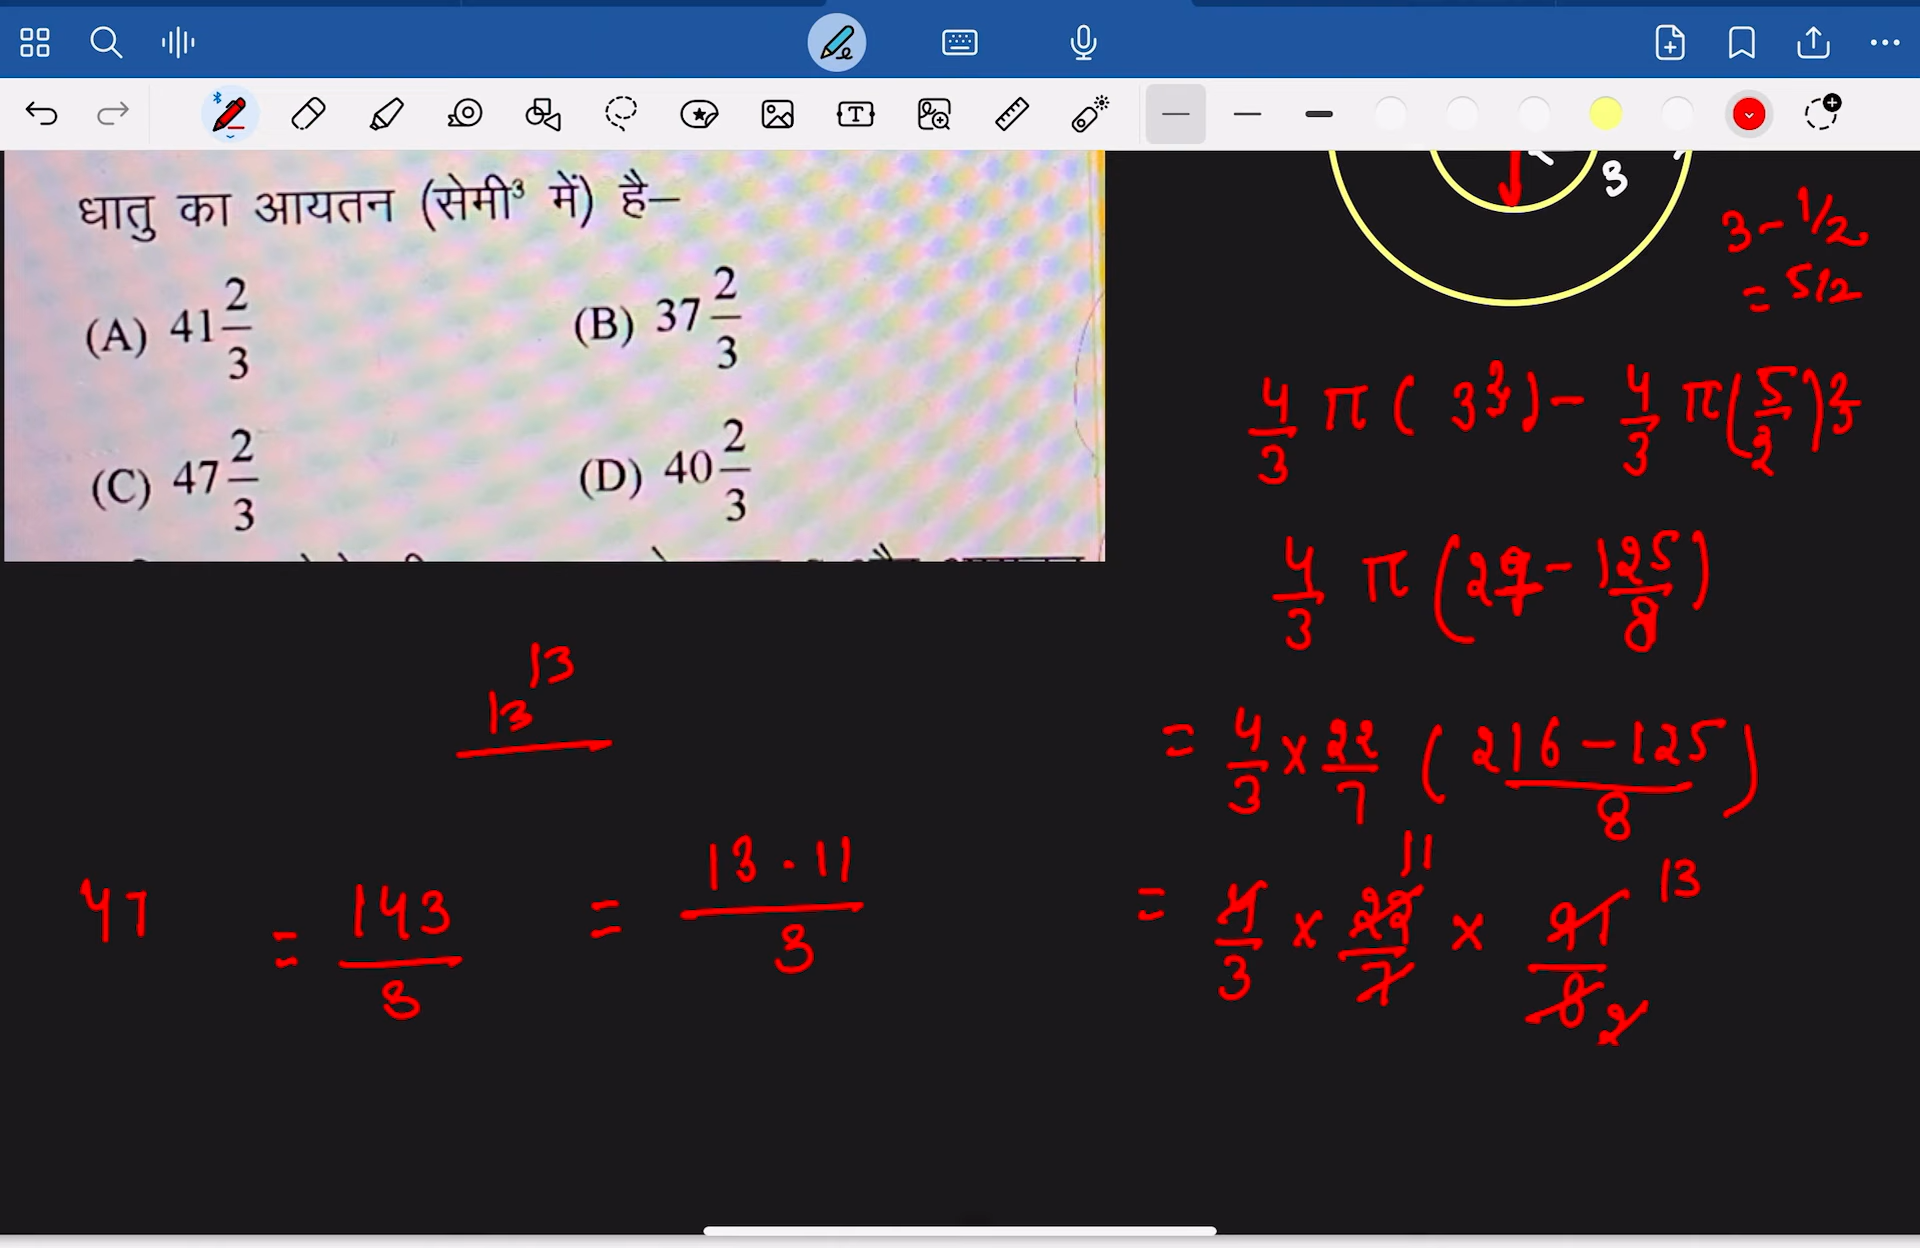 धातु का आयतन (सेमी³ में) है–
(A) 41 2/3
(B) 37 2/3
(C) 47 2/3
(D) 40 2/3
3
3 - 1/2
= 5/2
4/3 π ( 3³ ) - 4/3 π ( 5/2 )³
4/3 π ( 27 - 125/8 )
= 4/3 × 22/7 ( 216 - 125 / 8 )
= 4/3 × 22/7 × 91/8
11
13
2
13
13
= 13 · 11 / 3
= 143 / 3
47
T